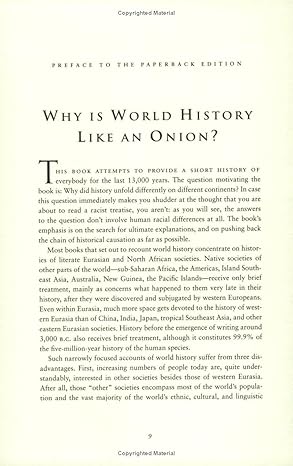 Copyrighted Material
PREFACE TO THE PAPERBACK EDITION
WHY IS WORLD HISTORY
LIKE AN ONION?
THIS BOOK ATTEMPTS TO PROVIDE A SHORT HISTORY OF
everybody for the last 13,000 years. The question motivating the
book is: Why did history unfold differently on different continents? In case
this question immediately makes you shudder at the thought that you are
about to read a racist treatise, you aren't: as you will see, the answers
to the question don't involve human racial differences at all. The book's
emphasis is on the search for ultimate explanations, and on pushing back
the chain of historical causation as far as possible.
Most books that set out to recount world history concentrate on histor-
ies of literate Eurasian and North African societies. Native societies of
other parts of the world—sub-Saharan Africa, the Americas, Island South-
east Asia, Australia, New Guinea, the Pacific Islands—receive only brief
treatment, mainly as concerns what happened to them very late in their
history, after they were discovered and subjugated by western Europeans.
Even within Eurasia, much more space gets devoted to the history of west-
ern Eurasia than of China, India, Japan, tropical Southeast Asia, and other
eastern Eurasian societies. History before the emergence of writing around
3,000 B.C. also receives brief treatment, although it constitutes 99.9% of
the five-million-year history of the human species.
Such narrowly focused accounts of world history suffer from three dis-
advantages. First, increasing numbers of people today are, quite under-
standably, interested in other societies besides those of western Eurasia.
After all, those "other" societies encompass most of the world's popula-
tion and the vast majority of the world's ethnic, cultural, and linguistic
9
Copyrighted Material